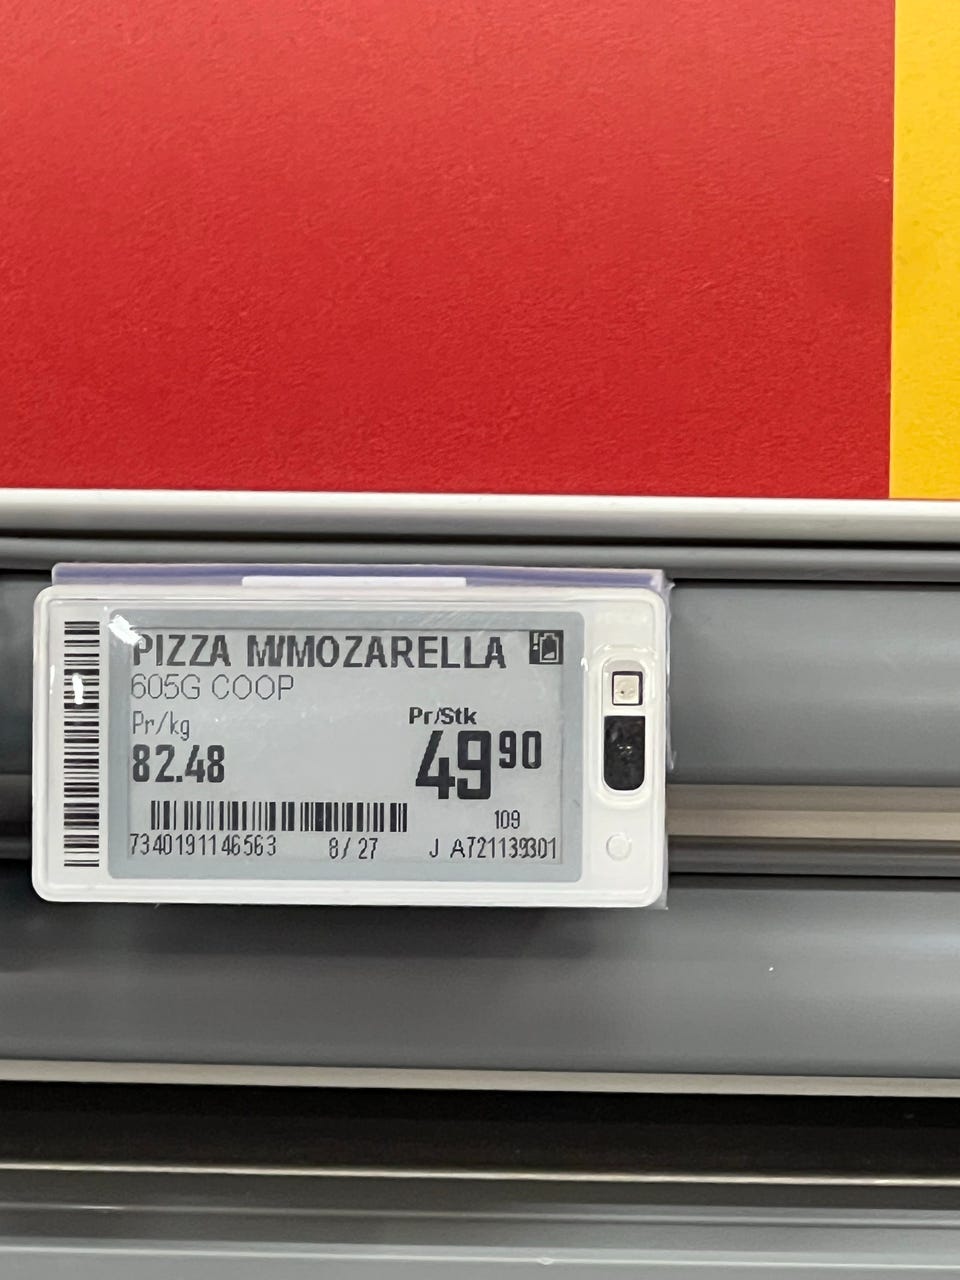 PIZZA M/MOZARELLA
605G COOP
Pr/kg
82.48
Pr/Stk
49 90
109
7340191146563 8/27 J A721139301